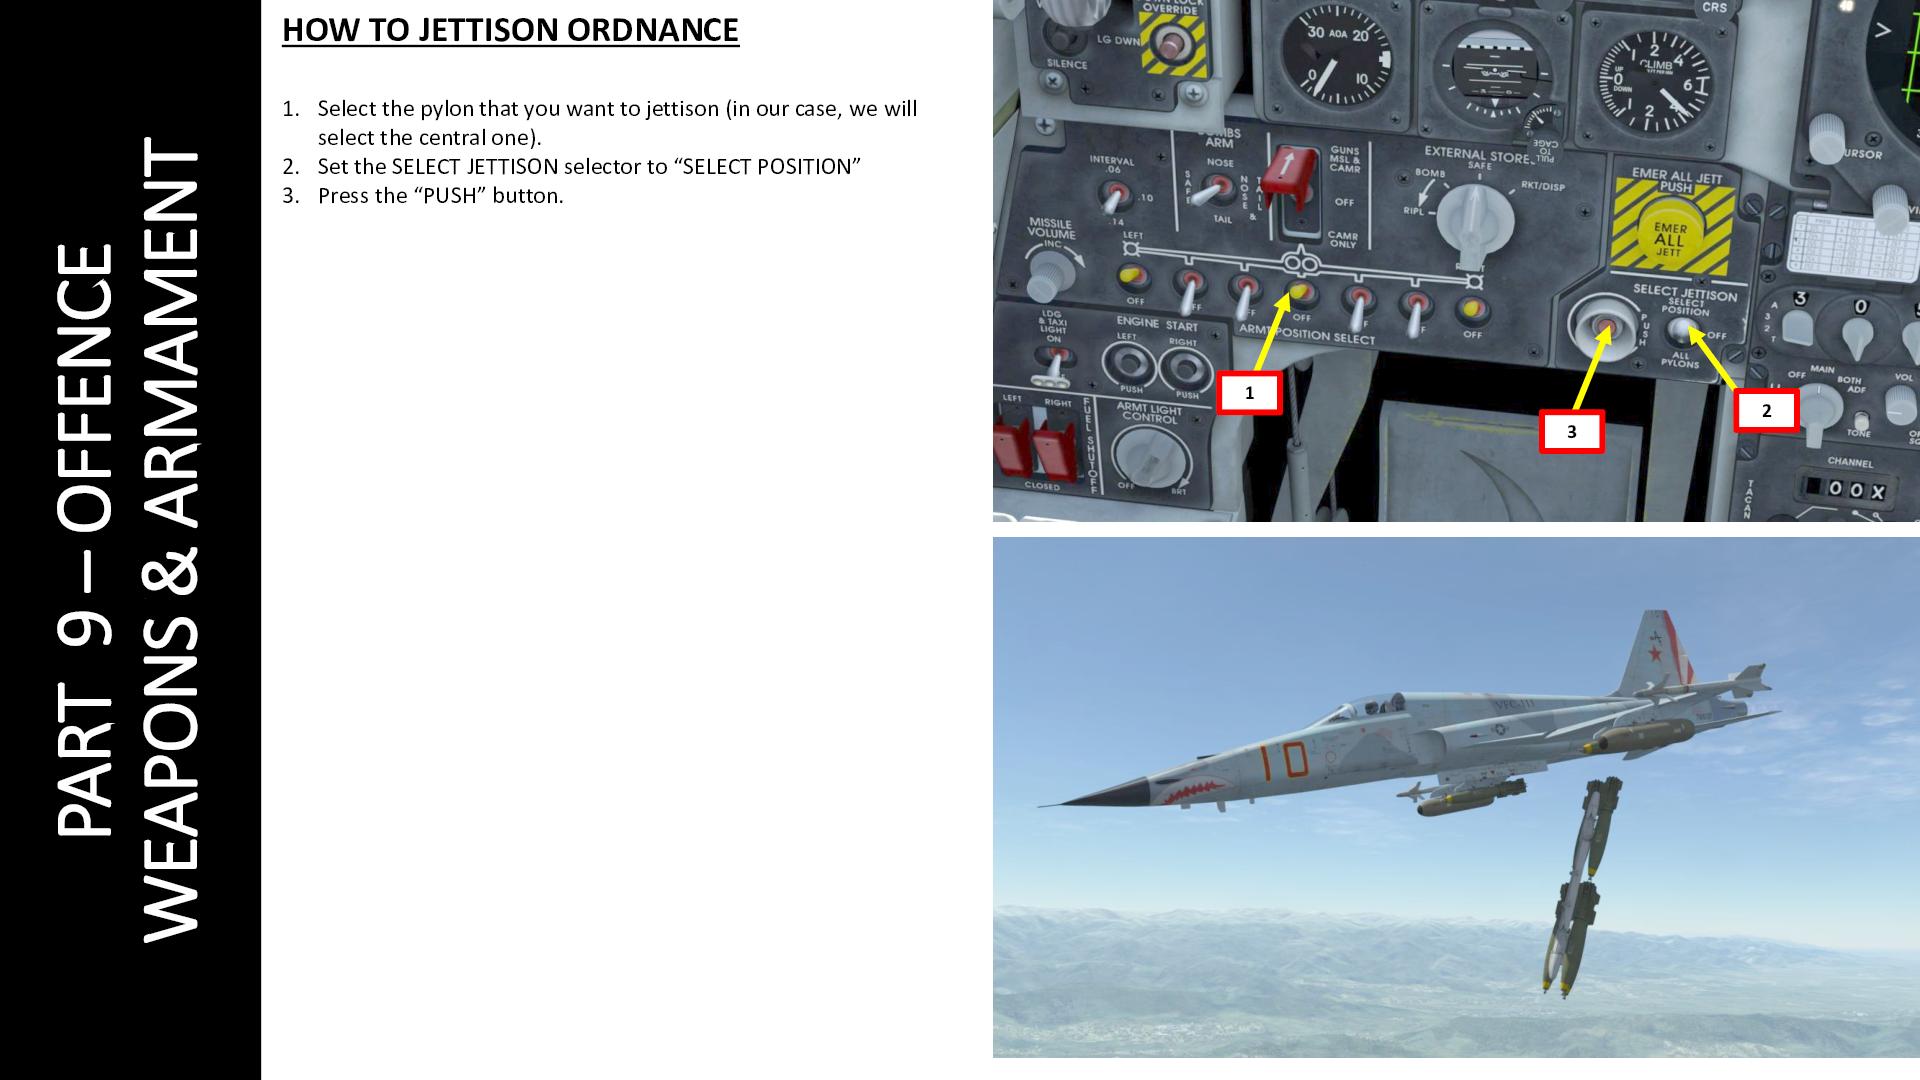 PART 9 – OFFENCE
WEAPONS & ARMAMENT
HOW TO JETTISON ORDNANCE
1. Select the pylon that you want to jettison (in our case, we will
select the central one).
2. Set the SELECT JETTISON selector to “SELECT POSITION”
3. Press the “PUSH” button.
OVERRIDE
LG DWN
SILENCE
30 AOA 20
0 10
CLIMB
UP
DOWN
0
2
4
6
2
4
CRS
BOMBS
ARM
NOSE
SAFE
NOSE &
TAIL
TAIL
GUNS
MSL &
CAMR
OFF
CAMR
ONLY
INTERVAL
.06
.10
.14
MISSILE
VOLUME
INC
EXTERNAL STORES
SAFE
BOMB
RIPL
RKT/DISP
PULL
TO
CAGE
EMER ALL JETT
PUSH
EMER
ALL
JETT
LEFT
OFF
OFF
OFF
ARMT POSITION SELECT
SELECT JETTISON
SELECT
POSITION
OFF
ALL
PYLONS
PUSH
LDG
& TAXI
LIGHT
ON
ENGINE START
LEFT
RIGHT
PUSH
PUSH
LEFT
RIGHT
CLOSED
FUEL SHUTOFF
ARMT LIGHT
CONTROL
OFF
BRT
A
3
2
T
3
0
MAIN
OFF
BOTH
ADF
VOL
TONE
CHANNEL
00X
TACAN
1
2
3
10
VFC-111